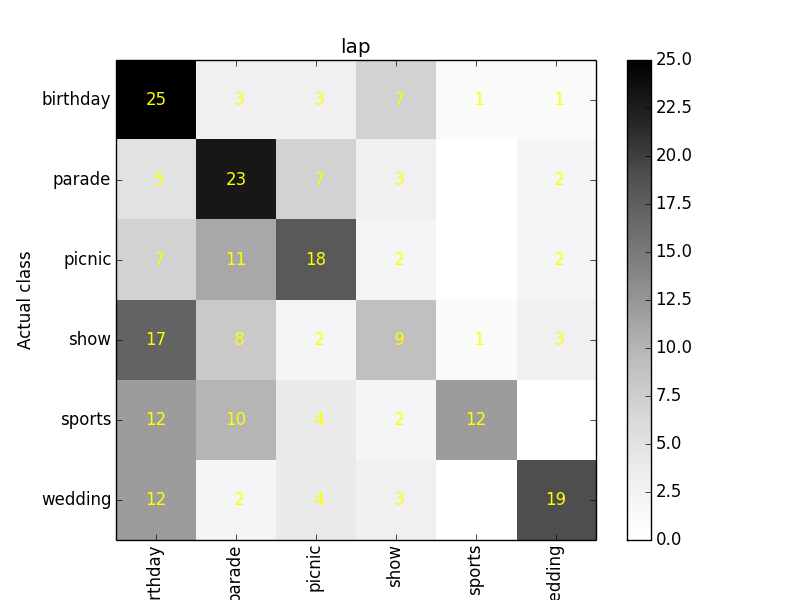 lap
birthday 25 3 3 7 1 1
parade 5 23 7 3 2
picnic 7 11 18 2 2
show 17 8 2 9 1 3
sports 12 10 4 2 12
wedding 12 2 4 3 19
Actual class
rthday parade picnic show sports edding
25.0
22.5
20.0
17.5
15.0
12.5
10.0
7.5
5.0
2.5
0.0